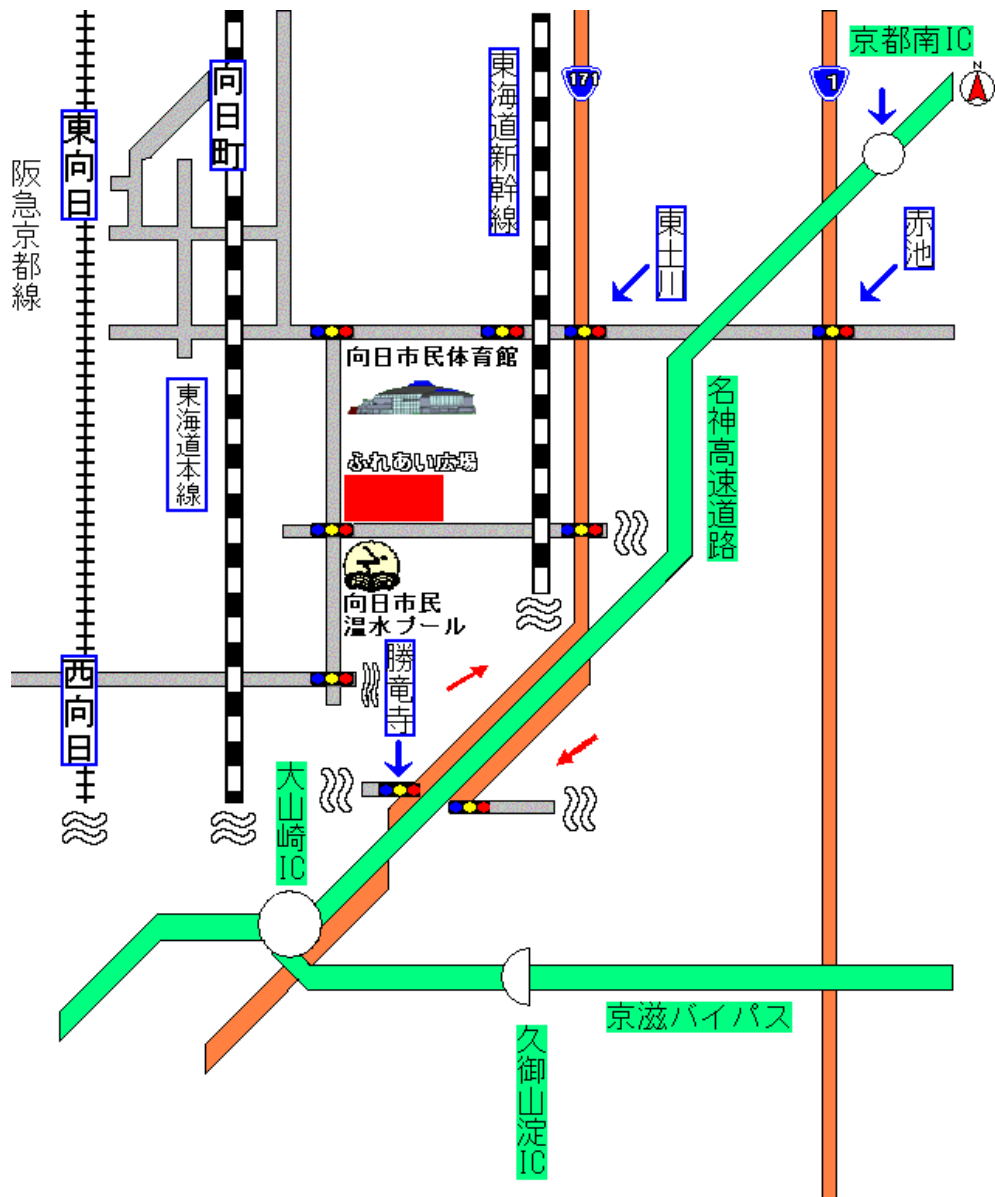 京都南IC
N
171
1
向日町
東海道新幹線
東向日
阪急京都線
東土川
赤池
向日市民体育館
東海道本線
名神高速道路
ふれあい広場
向日市民
温水プール
勝竜寺
西向日
大山崎IC
京滋バイパス
久御山淀IC